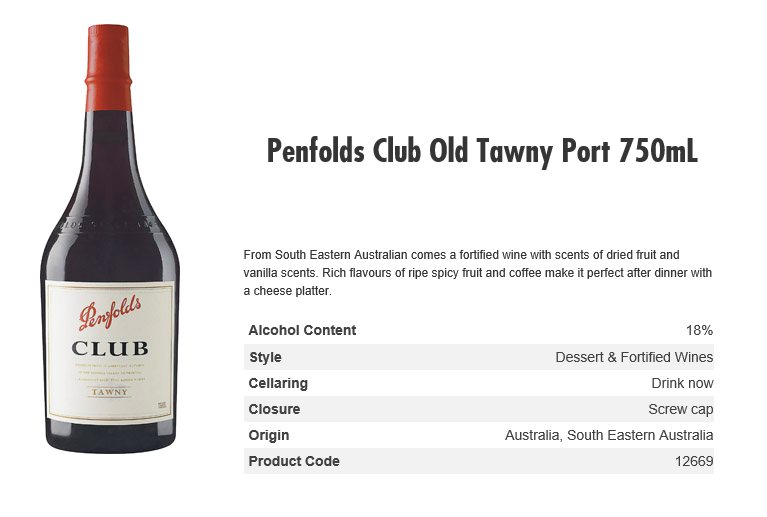 Penfolds Club Old Tawny Port 750mL
From South Eastern Australian comes a fortified wine with scents of dried fruit and
vanilla scents. Rich flavours of ripe spicy fruit and coffee make it perfect after dinner with
a cheese platter.
Alcohol Content 18%
Style Dessert & Fortified Wines
Cellaring Drink now
Closure Screw cap
Origin Australia, South Eastern Australia
Product Code 12669
Penfolds
CLUB
TAWNY